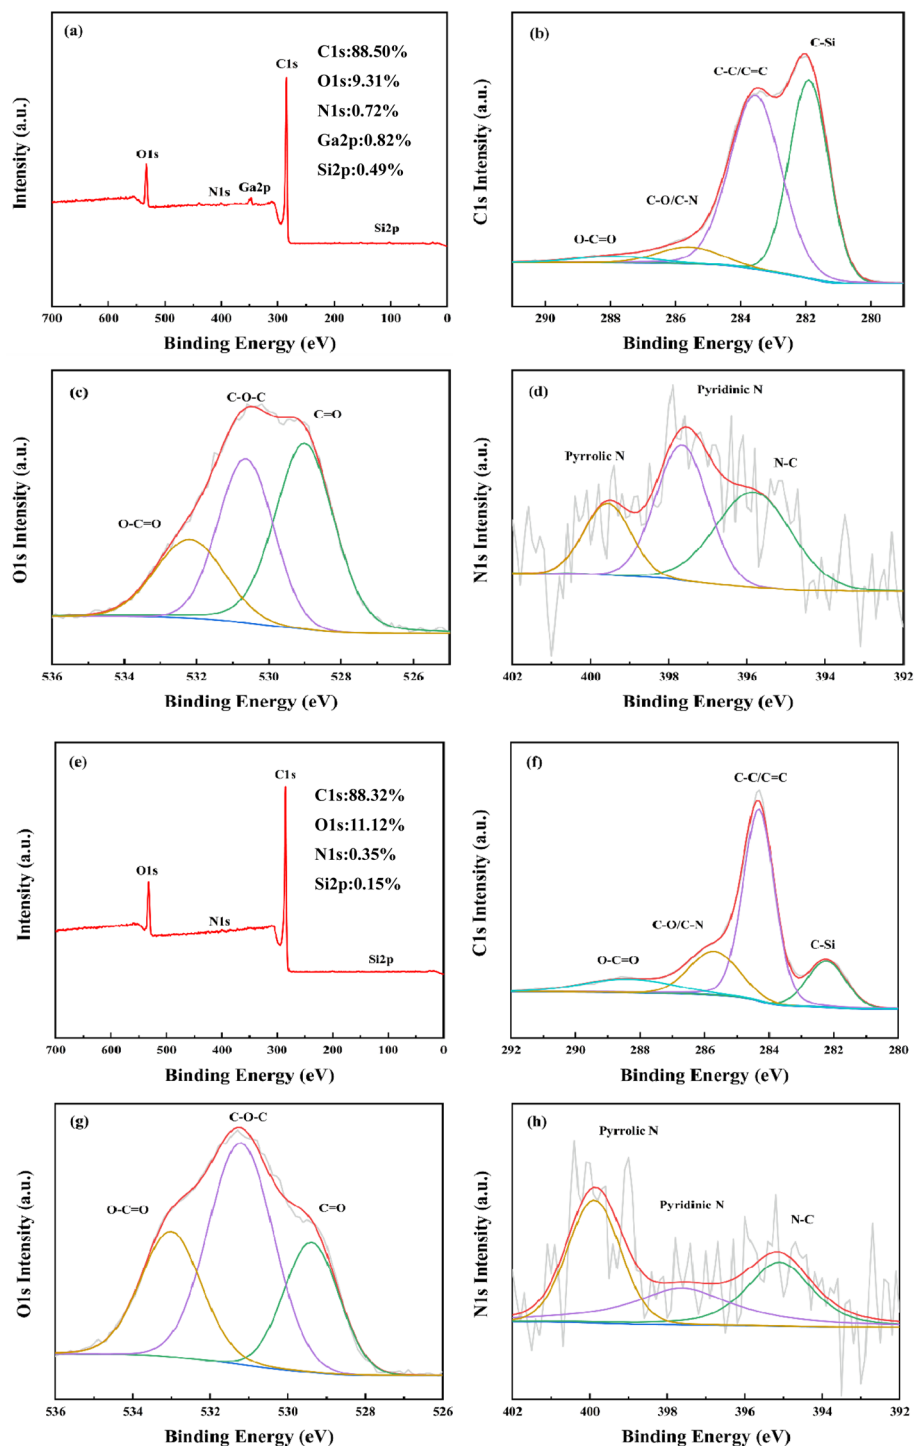 (a)
C1s
C1s:88.50%
O1s:9.31%
N1s:0.72%
Ga2p:0.82%
Si2p:0.49%
O1s
N1s
Ga2p
Si2p
Intensity (a.u.)
700 600 500 400 300 200 100 0
Binding Energy (eV)
(b)
C-Si
C-C/C=C
C-O/C-N
O-C=O
C1s Intensity (a.u.)
290 288 286 284 282 280
Binding Energy (eV)
(c)
C-O-C
C=O
O-C=O
O1s Intensity (a.u.)
536 534 532 530 528 526
Binding Energy (eV)
(d)
Pyridinic N
Pyrrolic N
N-C
N1s Intensity (a.u.)
402 400 398 396 394 392
Binding Energy (eV)
(e)
C1s
C1s:88.32%
O1s:11.12%
N1s:0.35%
Si2p:0.15%
O1s
N1s
Si2p
Intensity (a.u.)
700 600 500 400 300 200 100 0
Binding Energy (eV)
(f)
C-C/C=C
C-O/C-N
C-Si
O-C=O
C1s Intensity (a.u.)
292 290 288 286 284 282 280
Binding Energy (eV)
(g)
C-O-C
O-C=O
C=O
O1s Intensity (a.u.)
536 534 532 530 528 526
Binding Energy (eV)
(h)
Pyrrolic N
Pyridinic N
N-C
N1s Intensity (a.u.)
402 400 398 396 394 392
Binding Energy (eV)